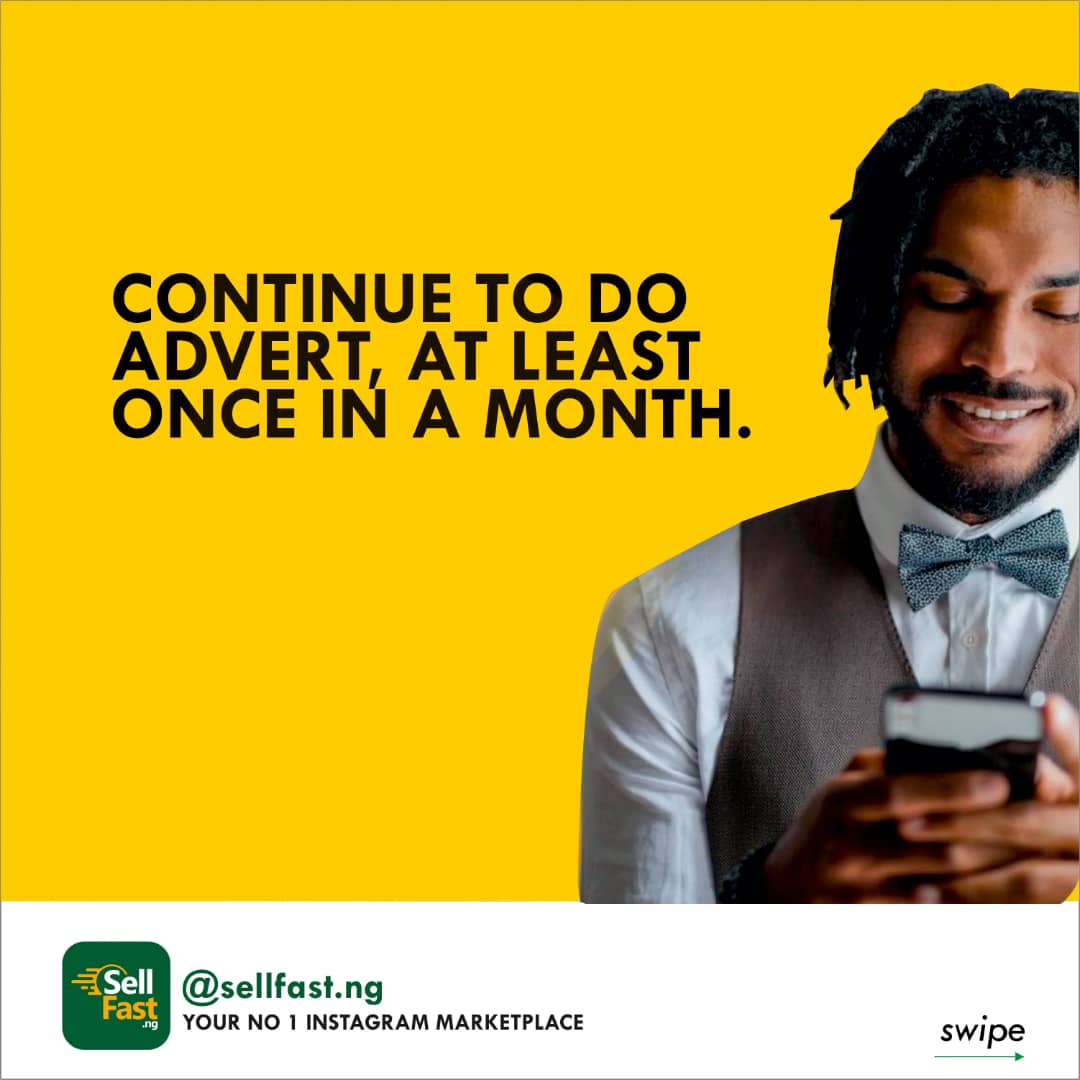 CONTINUE TO DO
ADVERT, AT LEAST
ONCE IN A MONTH.
Sell
Fast
.ng
@sellfast.ng
YOUR NO 1 INSTAGRAM MARKETPLACE
swipe